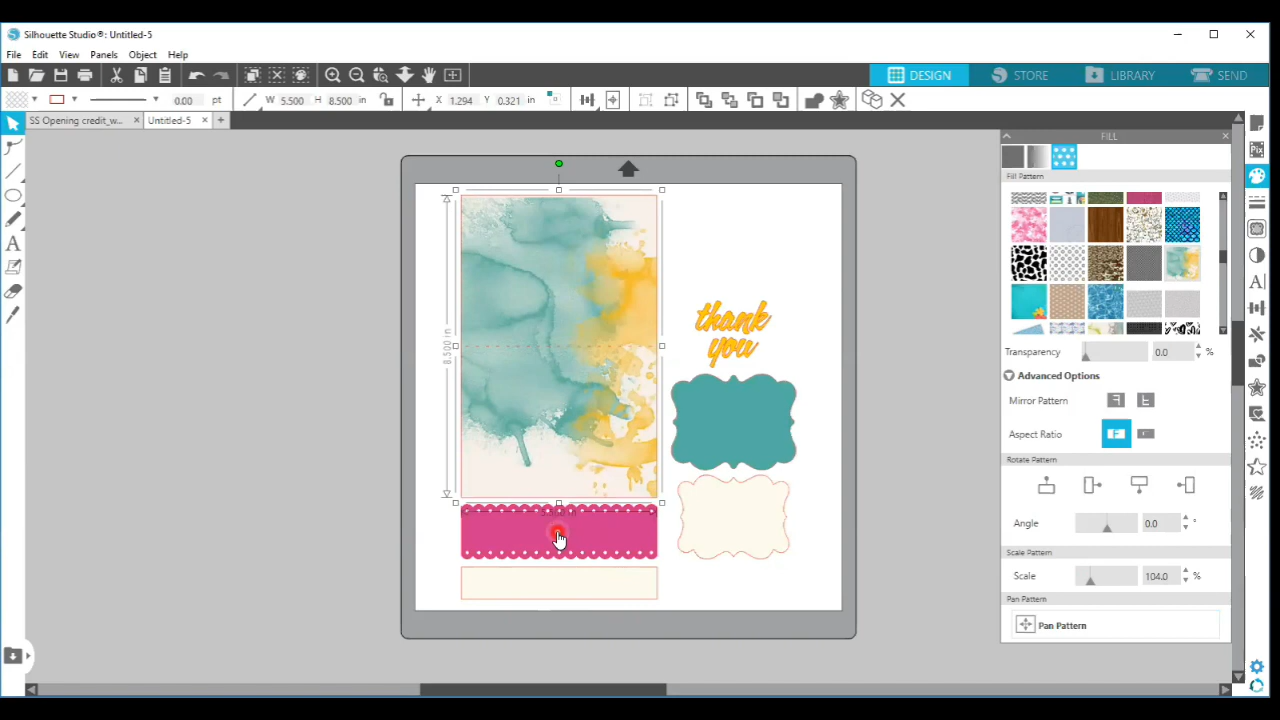 Silhouette Studio®: Untitled-5
File Edit View Panels Object Help
DESIGN STORE LIBRARY SEND
0.00 pt W 5.500 H 8.500 in X 1.294 Y 0.321 in
SS Opening credit_w... Untitled-5
FILL
Fill Pattern
8.500 in
thank
you
Transparency 0.0 %
Advanced Options
Mirror Pattern
Aspect Ratio
Rotate Pattern
Angle 0.0 °
Scale Pattern
Scale 104.0 %
Pan Pattern
Pan Pattern